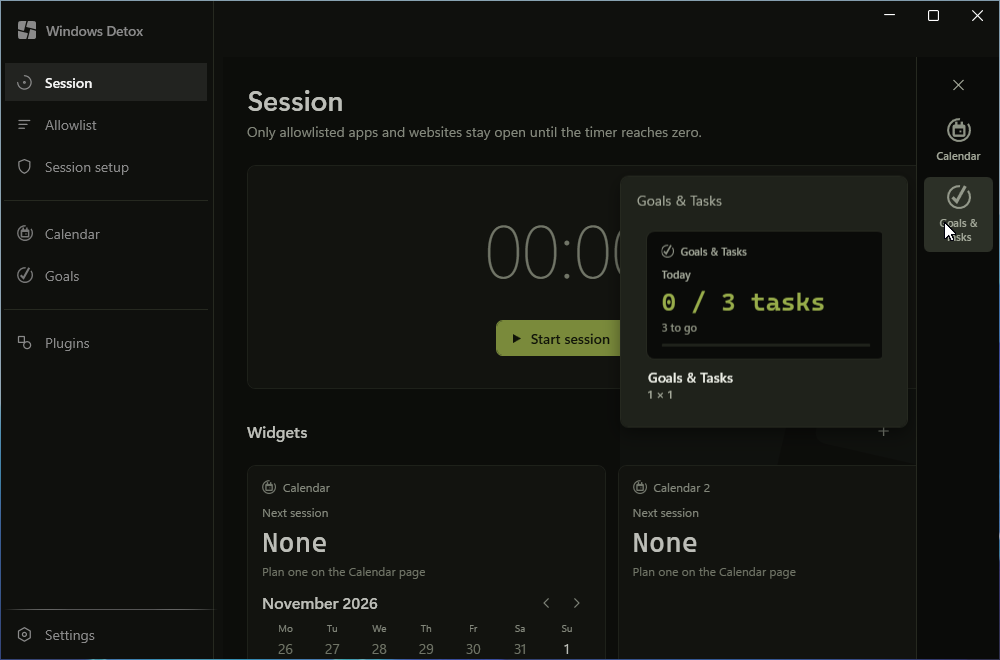 Windows Detox
Session
Allowlist
Session setup
Calendar
Goals
Plugins
Settings
Session
Only allowlisted apps and websites stay open until the timer reaches zero.
00:0
Start session
Widgets
+
Calendar
Next session
None
Plan one on the Calendar page
November 2026
Mo Tu We Th Fr Sa Su
26 27 28 29 30 31 1
Calendar 2
Next session
None
Plan one on the Calendar page
Goals & Tasks
Goals & Tasks
Today
0 / 3 tasks
3 to go
Goals & Tasks
1 × 1
Calendar
Goals &
Tasks